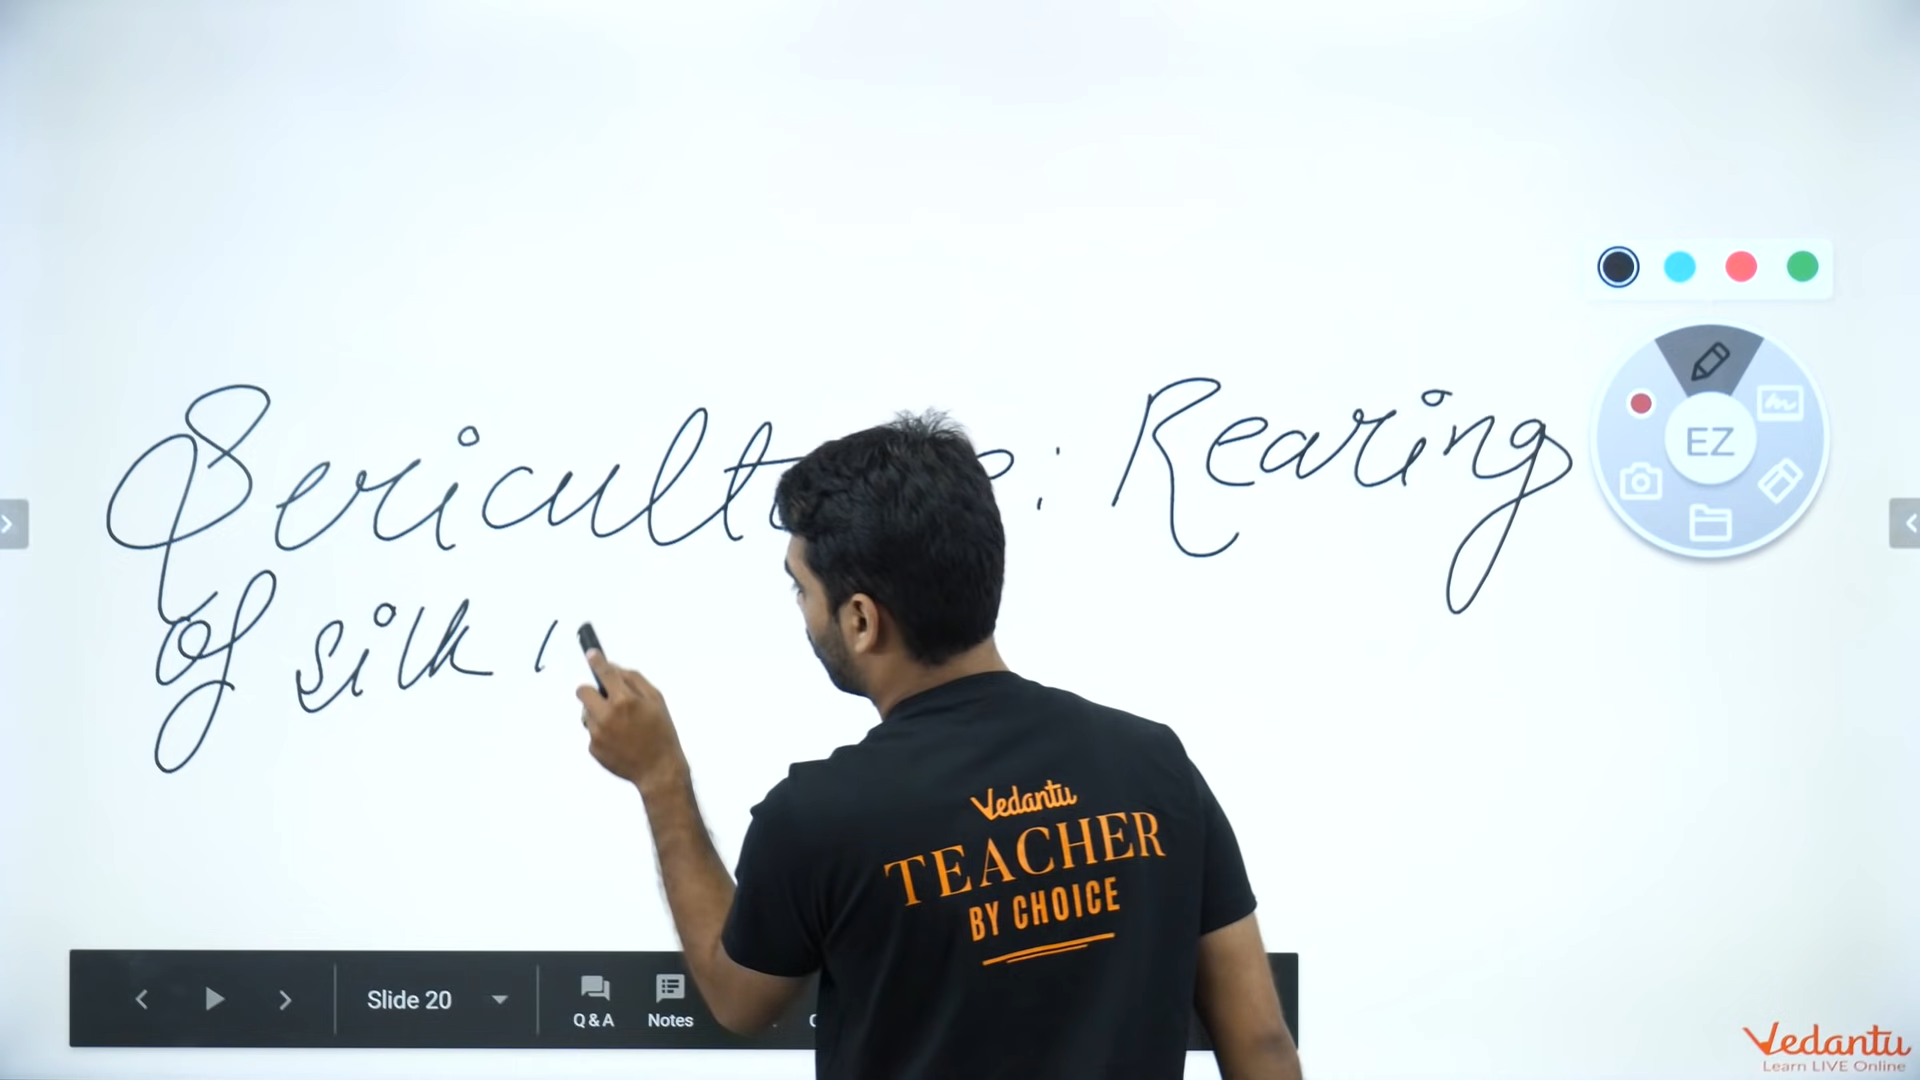 Sericult : Rearing
of silk
EZ
Vedantu
TEACHER
BY CHOICE
Slide 20
Q & A
Notes
Vedantu
Learn LIVE Online